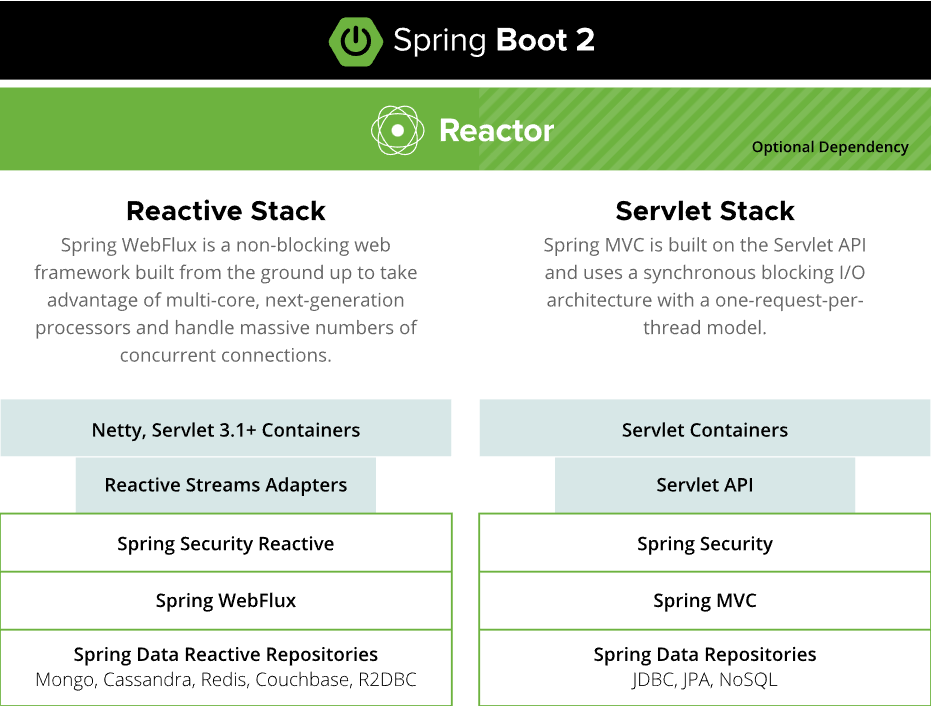 Spring Boot 2
Reactor
Optional Dependency
Reactive Stack
Spring WebFlux is a non-blocking web
framework built from the ground up to take
advantage of multi-core, next-generation
processors and handle massive numbers of
concurrent connections.
Netty, Servlet 3.1+ Containers
Reactive Streams Adapters
Spring Security Reactive
Spring WebFlux
Spring Data Reactive Repositories
Mongo, Cassandra, Redis, Couchbase, R2DBC
Servlet Stack
Spring MVC is built on the Servlet API
and uses a synchronous blocking I/O
architecture with a one-request-per-
thread model.
Servlet Containers
Servlet API
Spring Security
Spring MVC
Spring Data Repositories
JDBC, JPA, NoSQL